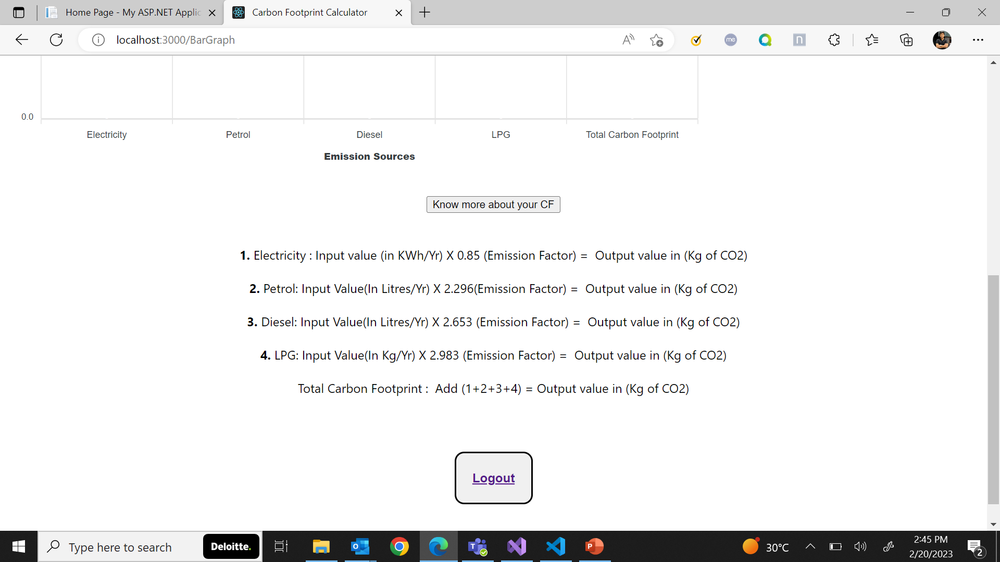 Home Page - My ASP.NET Applic
Carbon Footprint Calculator
localhost:3000/BarGraph
me
n
0.0
Electricity Petrol Diesel LPG Total Carbon Footprint
Emission Sources
Know more about your CF
1. Electricity : Input value (in KWh/Yr) X 0.85 (Emission Factor) = Output value in (Kg of CO2)
2. Petrol: Input Value(In Litres/Yr) X 2.296(Emission Factor) = Output value in (Kg of CO2)
3. Diesel: Input Value(In Litres/Yr) X 2.653 (Emission Factor) = Output value in (Kg of CO2)
4. LPG: Input Value(In Kg/Yr) X 2.983 (Emission Factor) = Output value in (Kg of CO2)
Total Carbon Footprint : Add (1+2+3+4) = Output value in (Kg of CO2)
Logout
Type here to search
Deloitte.
30°C
2:45 PM
2/20/2023
2